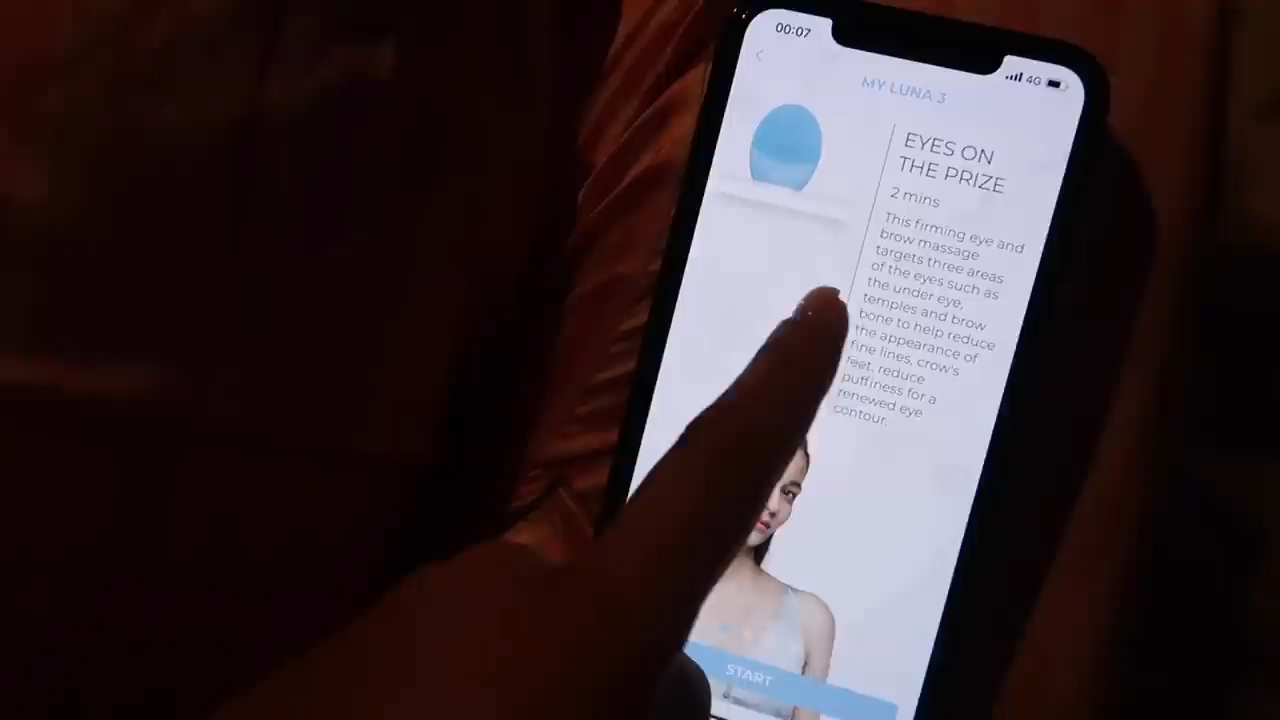 00:07
4G
MY LUNA 3
EYES ON
THE PRIZE
2 mins
This firming eye and
brow massage
targets three areas
of the eyes such as
the under eye,
temples and brow
bone to help reduce
the appearance of
fine lines, crow's
feet, reduce
puffiness for a
renewed eye
contour.
START